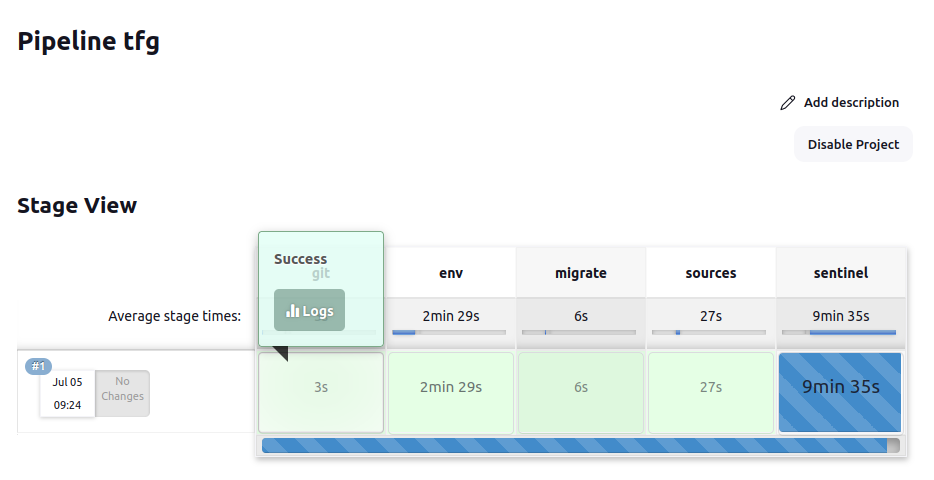 Pipeline tfg
Add description
Disable Project
Stage View
Success
git
Logs
env
migrate
sources
sentinel
Average stage times:
2min 29s
6s
27s
9min 35s
#1
Jul 05
09:24
No
Changes
3s
2min 29s
6s
27s
9min 35s